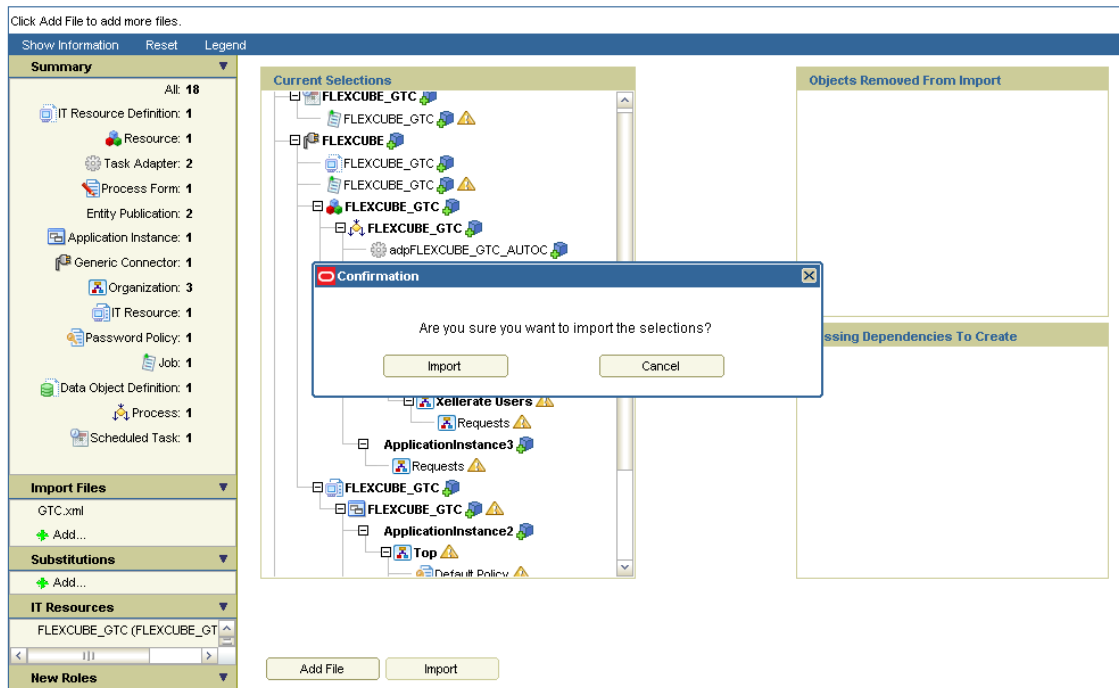 Click Add File to add more files.
Show Information Reset Legend
Summary
All: 18
IT Resource Definition: 1
Resource: 1
Task Adapter: 2
Process Form: 1
Entity Publication: 2
Application Instance: 1
Generic Connector: 1
Organization: 3
IT Resource: 1
Password Policy: 1
Job: 1
Data Object Definition: 1
Process: 1
Scheduled Task: 1
Import Files
GTC.xml
Add...
Substitutions
Add...
IT Resources
FLEXCUBE_GTC (FLEXCUBE_GT
New Roles
Current Selections
FLEXCUBE_GTC
FLEXCUBE_GTC
FLEXCUBE
FLEXCUBE_GTC
FLEXCUBE_GTC
FLEXCUBE_GTC
FLEXCUBE_GTC
adpFLEXCUBE_GTC_AUTOC
Confirmation
Are you sure you want to import the selections?
Import Cancel
Xellerate Users
Requests
ApplicationInstance3
Requests
FLEXCUBE_GTC
FLEXCUBE_GTC
ApplicationInstance2
Top
Default Policy
Add File Import
Objects Removed From Import
ssing Dependencies To Create